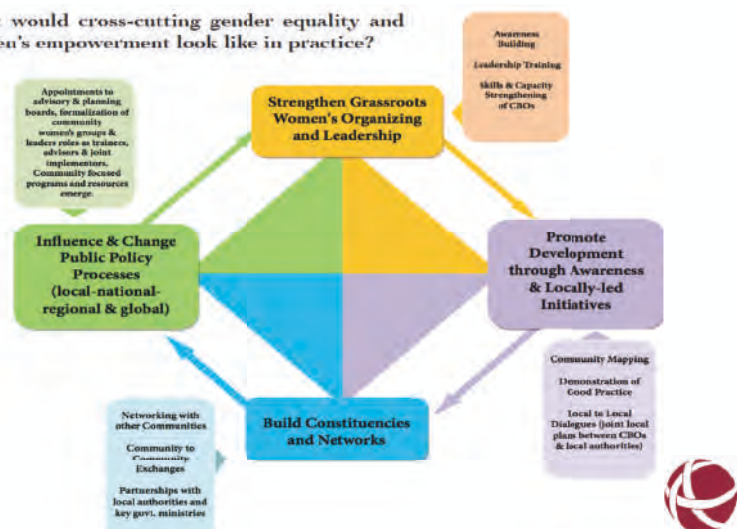 would cross-cutting gender equality and
empowerment look like in practice?
Awareness
Building
Leadership Training
Skills & Capacity
Strengthening
of CBOs
Appointments to
advisory & planning
boards, formalization of
community
women's groups &
leaders roles as trainers,
advisors & joint
implementors,
Community focused
programs and resources
emerge.
Strengthen Grassroots
Women's Organizing
and Leadership
Influence & Change
Public Policy
Processes
(local-national-
regional & global)
Promote
Development
through Awareness
& Locally-led
Initiatives
Community Mapping
Demonstration of
Good Practice
Local to Local
Dialogues (joint local
plans between CBOs
& local authorities)
Build Constituencies
and Networks
Networking with
other Communities
Community to
Community
Exchanges
Partnerships with
local authorities and
key govt. ministries